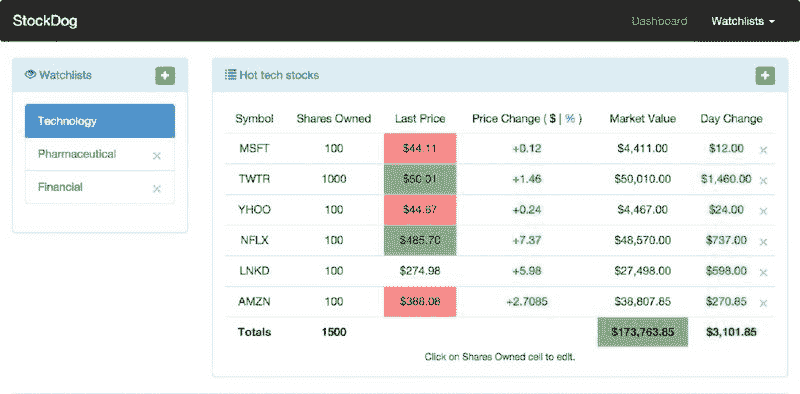 StockDog Dashboard Watchlists
Watchlists
Technology
Pharmaceutical
Financial
Hot tech stocks
Symbol Shares Owned Last Price Price Change ( $ | % ) Market Value Day Change
MSFT 100 $44.11 +0.12 $4,411.00 $12.00
TWTR 1000 $50.01 +1.46 $50,010.00 $1,460.00
YHOO 100 $44.67 +0.24 $4,467.00 $24.00
NFLX 100 $485.70 +7.37 $48,570.00 $737.00
LNKD 100 $274.98 +5.98 $27,498.00 $598.00
AMZN 100 $388.08 +2.7085 $38,807.85 $270.85
Totals 1500 $173,763.85 $3,101.85
Click on Shares Owned cell to edit.